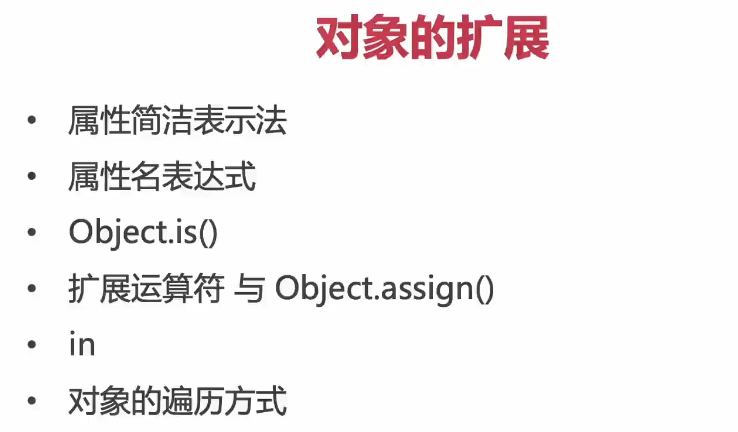 对象的扩展
• 属性简洁表示法
• 属性名表达式
• Object.is()
• 扩展运算符 与 Object.assign()
• in
• 对象的遍历方式